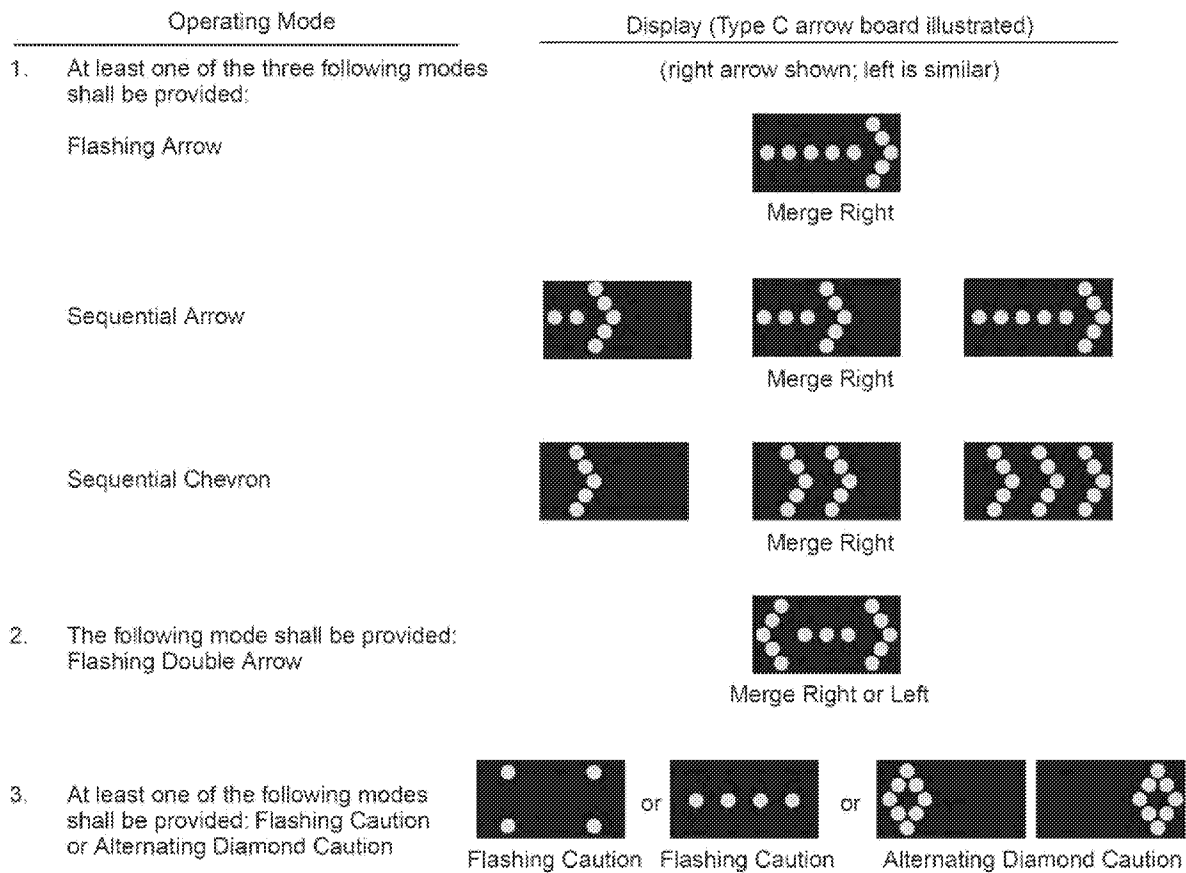 Operating Mode
Display (Type C arrow board illustrated)
1. At least one of the three following modes
shall be provided:
(right arrow shown; left is similar)
Flashing Arrow
Merge Right
Sequential Arrow
Merge Right
Sequential Chevron
Merge Right
2. The following mode shall be provided:
Flashing Double Arrow
Merge Right or Left
3. At least one of the following modes
shall be provided: Flashing Caution
or Alternating Diamond Caution
or
or
Flashing Caution
Flashing Caution
Alternating Diamond Caution